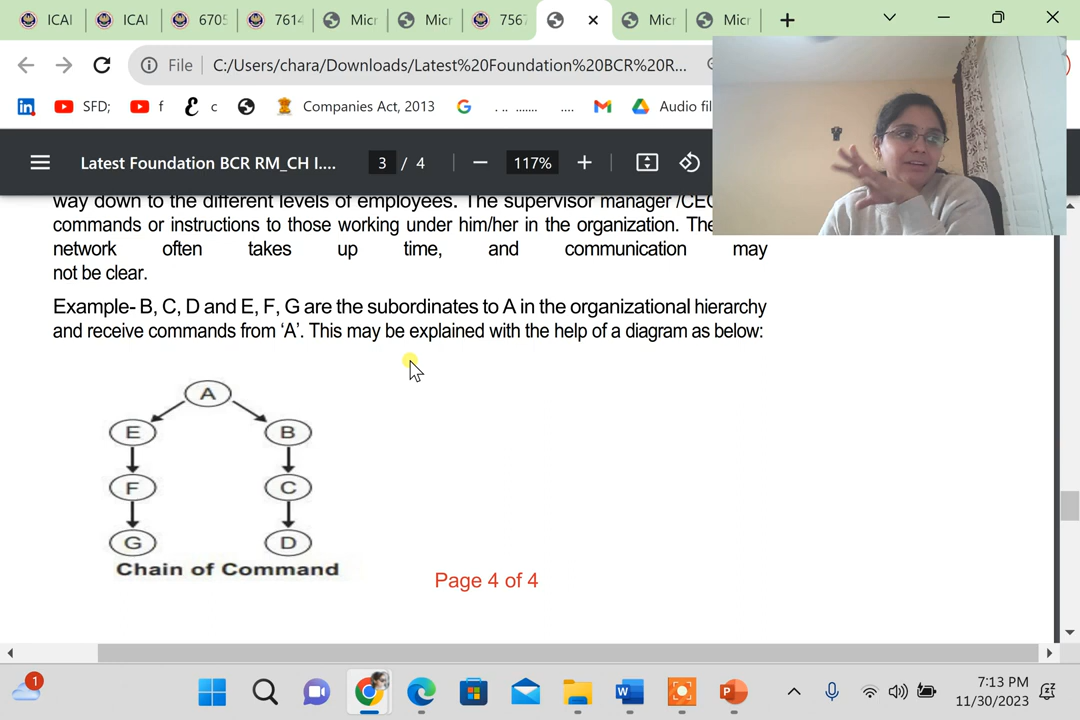 ICAI ICAI 6705 7614 Micr Micr 7567 Micr Micr
File C:/Users/chara/Downloads/Latest%20Foundation%20BCR%20R...
in SFD; f c Companies Act, 2013 G . .. ....... .... Audio fil
Latest Foundation BCR RM_CH I.... 3 / 4 — 117% +
way down to the different levels of employees. The supervisor manager /CEO
commands or instructions to those working under him/her in the organization. The
network often takes up time, and communication may
not be clear.
Example- B, C, D and E, F, G are the subordinates to A in the organizational hierarchy
and receive commands from ‘A’. This may be explained with the help of a diagram as below:
A
E B
F C
G D
Chain of Command
Page 4 of 4
1
7:13 PM
11/30/2023